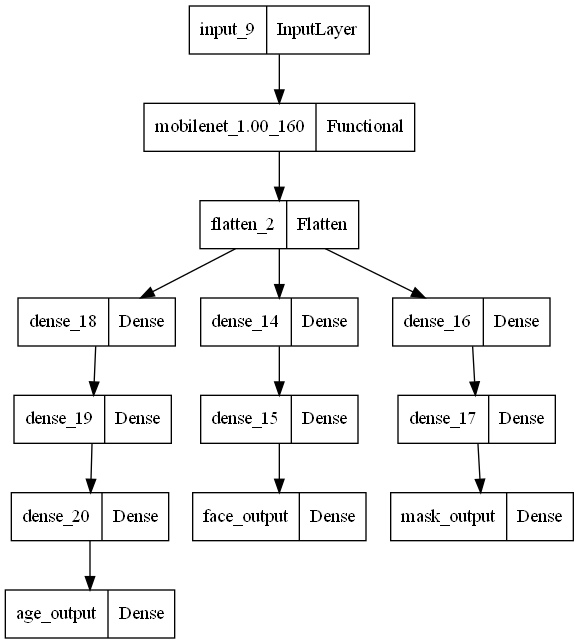 input_9 InputLayer
mobilenet_1.00_160 Functional
flatten_2 Flatten
dense_18 Dense
dense_14 Dense
dense_16 Dense
dense_19 Dense
dense_15 Dense
dense_17 Dense
dense_20 Dense
face_output Dense
mask_output Dense
age_output Dense